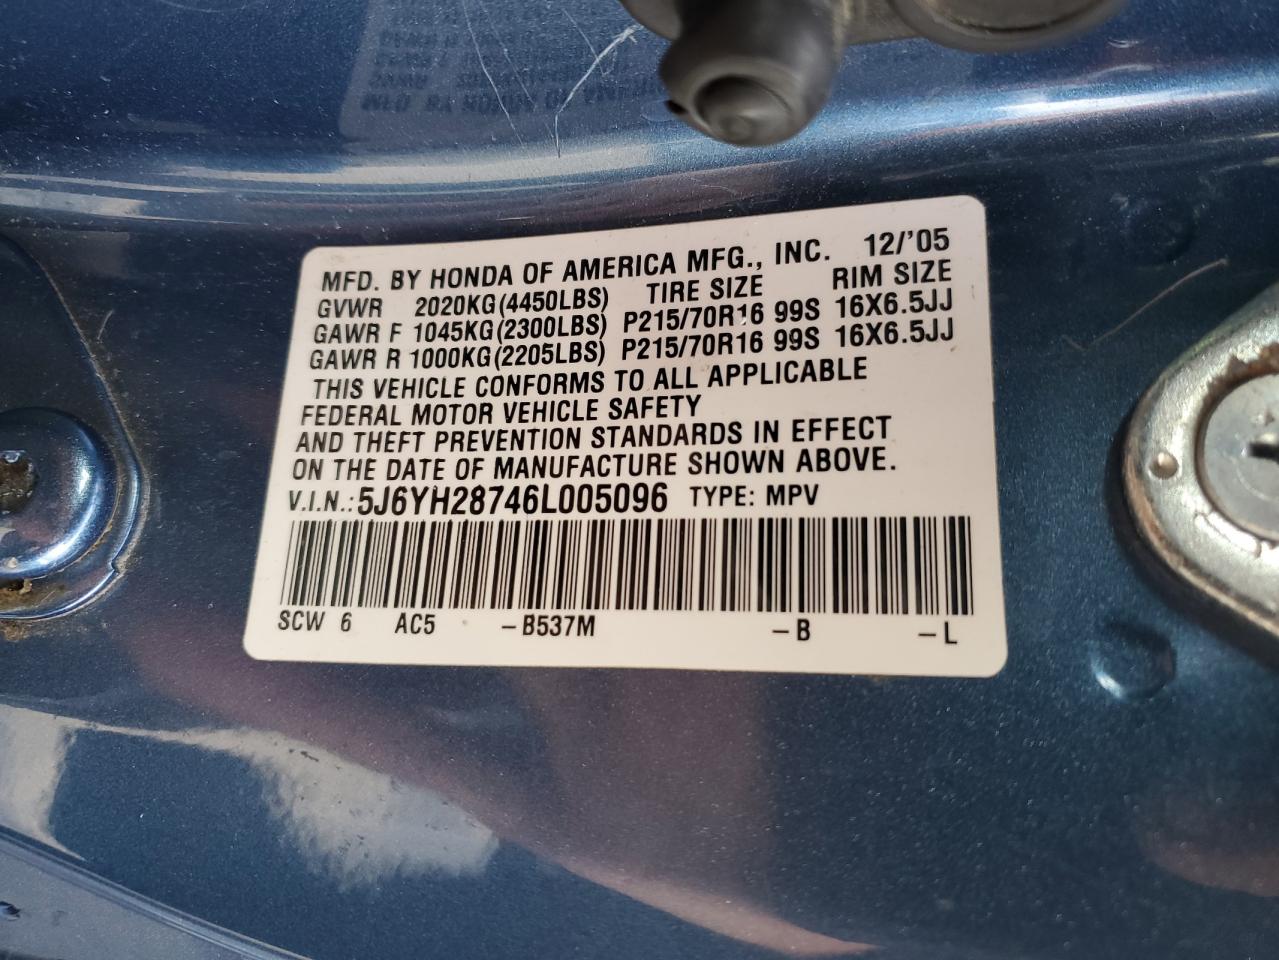 MFD. BY HONDA OF AMERICA MFG., INC. 12/'05
GVWR 2020KG(4450LBS) TIRE SIZE RIM SIZE
GAWR F 1045KG(2300LBS) P215/70R16 99S 16X6.5JJ
GAWR R 1000KG(2205LBS) P215/70R16 99S 16X6.5JJ
THIS VEHICLE CONFORMS TO ALL APPLICABLE
FEDERAL MOTOR VEHICLE SAFETY
AND THEFT PREVENTION STANDARDS IN EFFECT
ON THE DATE OF MANUFACTURE SHOWN ABOVE.
V.I.N.: 5J6YH28746L005096 TYPE: MPV
SCW 6 AC5 -B537M -B -L